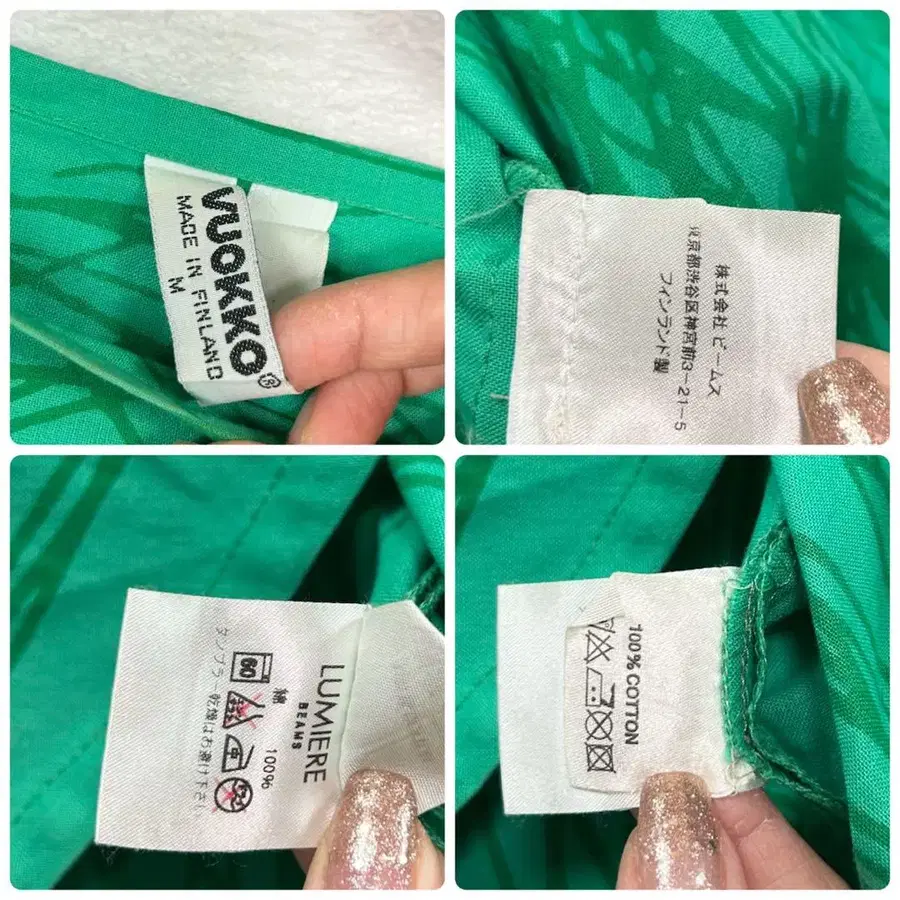 VUOKKO®
MADE IN FINLAND
M
株式会社 ビームス
東京都渋谷区神宮前3-21-5
フィンランド製
LUMIERE
BEAMS
綿 100%
60
タンブラ 乾燥はお避け下さい
100% COTTON